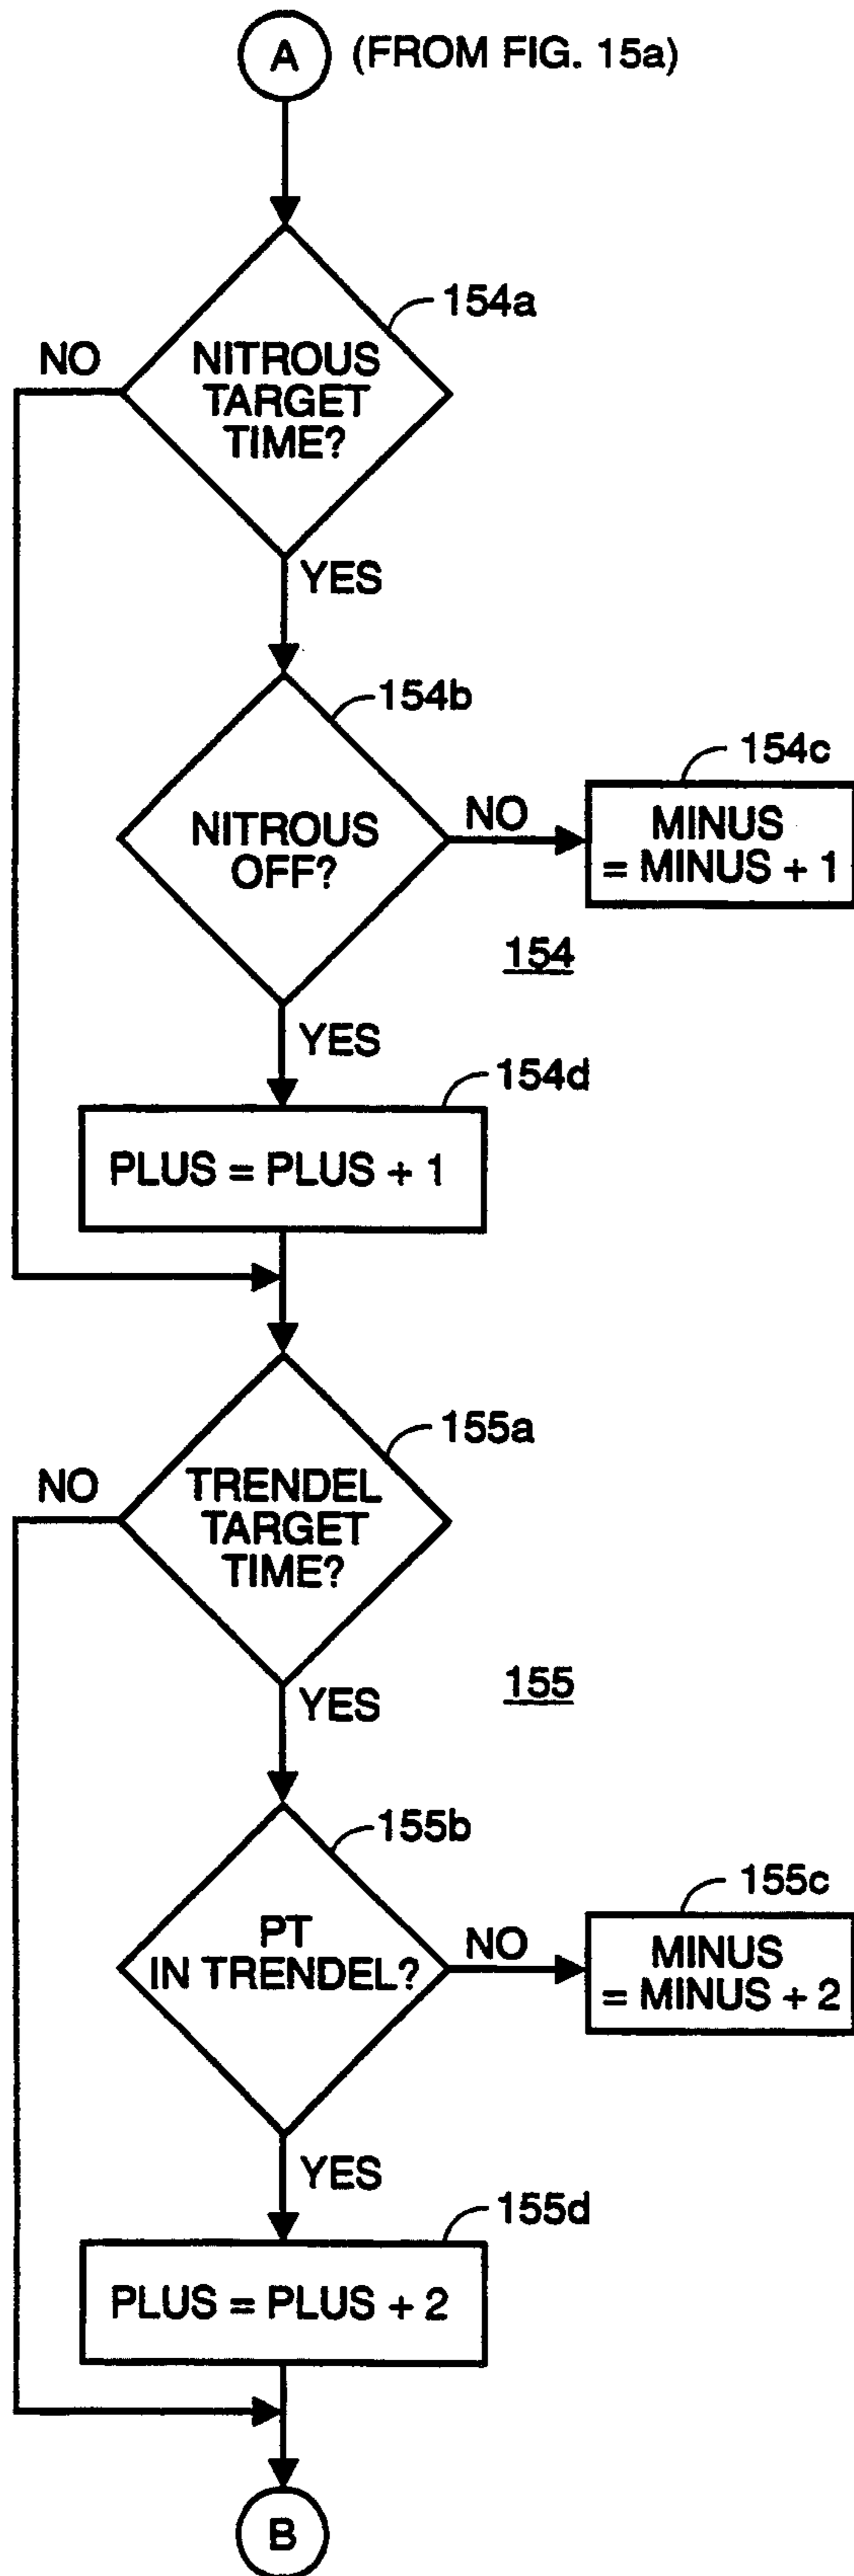 A (FROM FIG. 15a)
154a
NO
NITROUS
TARGET
TIME?
YES
154b
154c
NITROUS
OFF?
NO
MINUS
= MINUS + 1
154
YES
154d
PLUS = PLUS + 1
155a
NO
TRENDEL
TARGET
TIME?
155
YES
155b
155c
PT
IN TRENDEL?
NO
MINUS
= MINUS + 2
YES
155d
PLUS = PLUS + 2
B